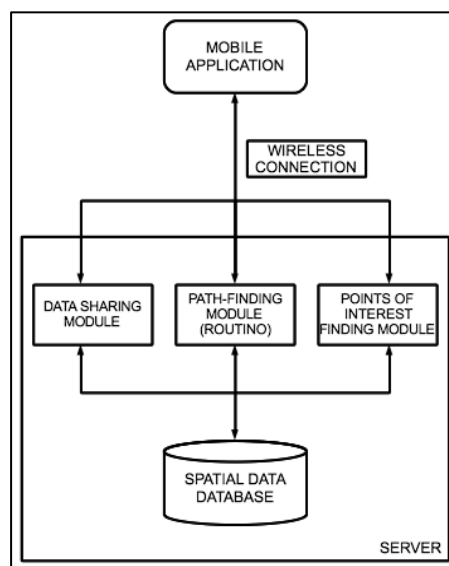 MOBILE
APPLICATION
WIRELESS
CONNECTION
DATA SHARING
MODULE
PATH-FINDING
MODULE
(ROUTINO)
POINTS OF
INTEREST
FINDING MODULE
SPATIAL DATA
DATABASE
SERVER